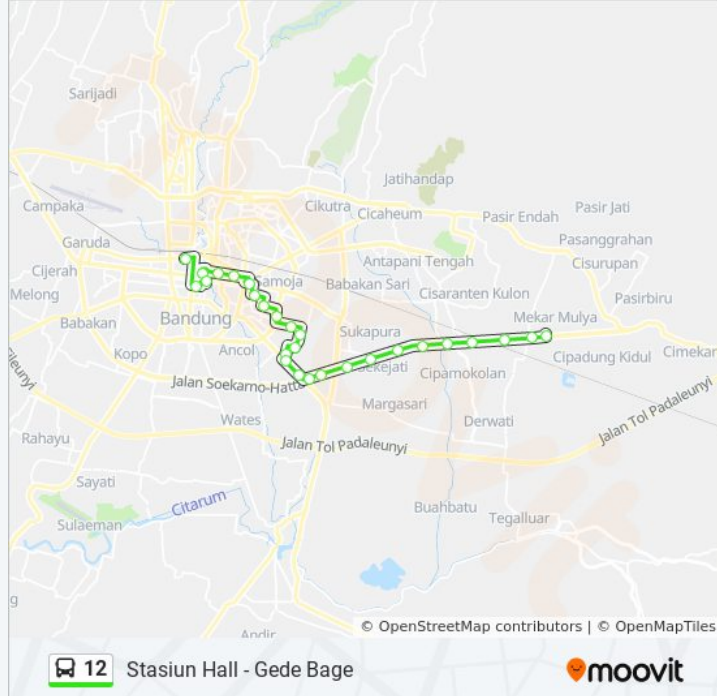 Sarijadi
Jatihandap
Campaka
Cikutra
Cicaheum
Pasir Endah
Pasir Jati
Garuda
Pasanggrahan
Cijerah
Antapani Tengah
Cisurupan
Melong
Samoja
Babakan Sari
Cisaranten Kulon
Pasirbiru
Babakan
Bandung
Sukapura
Mekar Mulya
Kopo
Ancol
Sekejati
Cipamokolan
Cipadung Kidul
Cimekar
Cileunyi
Jalan Soekarno-Hatta
Margasari
Wates
Derwati
Jalan Tol Padaleunyi
Rahayu
Jalan Tol Padaleunyi
Sayati
Citarum
Buahbatu
Sulaeman
Tegalluar
g
Andir
© OpenStreetMap contributors | © OpenMapTiles
12 Stasiun Hall - Gede Bage
moovit